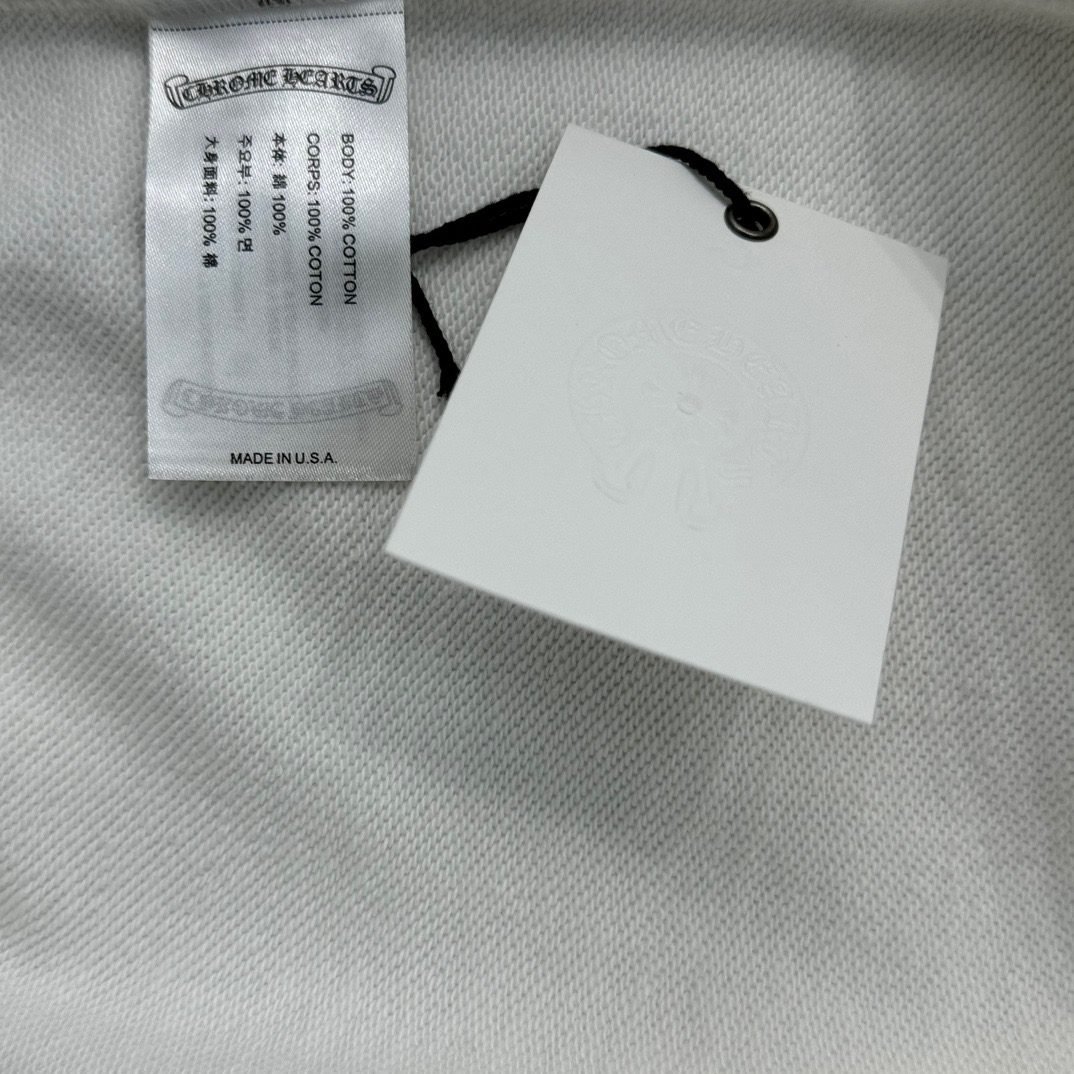 CHROME HEARTS
BODY: 100% COTTON
CORPS: 100% COTON
本体 綿 100%
주요부: 100% 면
大身面料: 100% 棉
MADE IN U.S.A.